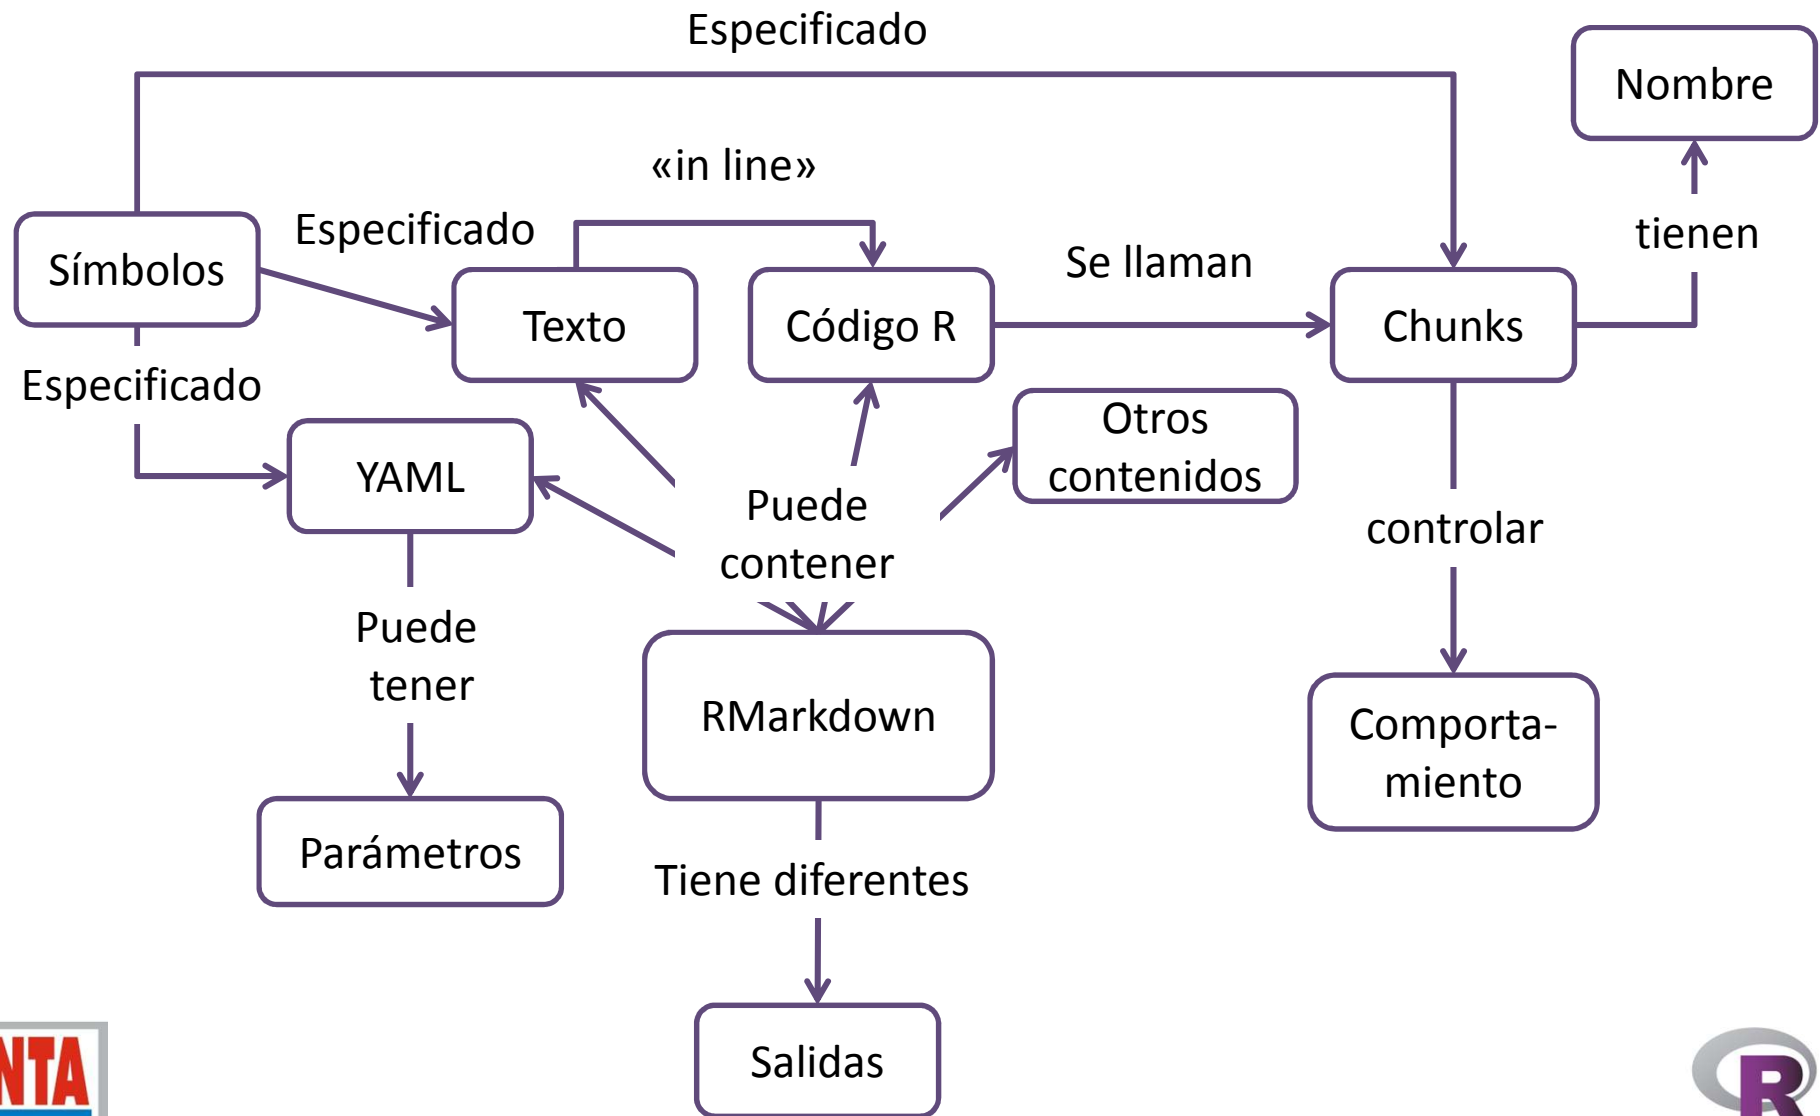 Especificado
Nombre
«in line»
Especificado
tienen
Símbolos
Se llaman
Texto
Código R
Chunks
Especificado
Otros
contenidos
YAML
Puede
contener
controlar
Puede
tener
RMarkdown
Comporta-
miento
Parámetros
Tiene diferentes
Salidas
NTA
R